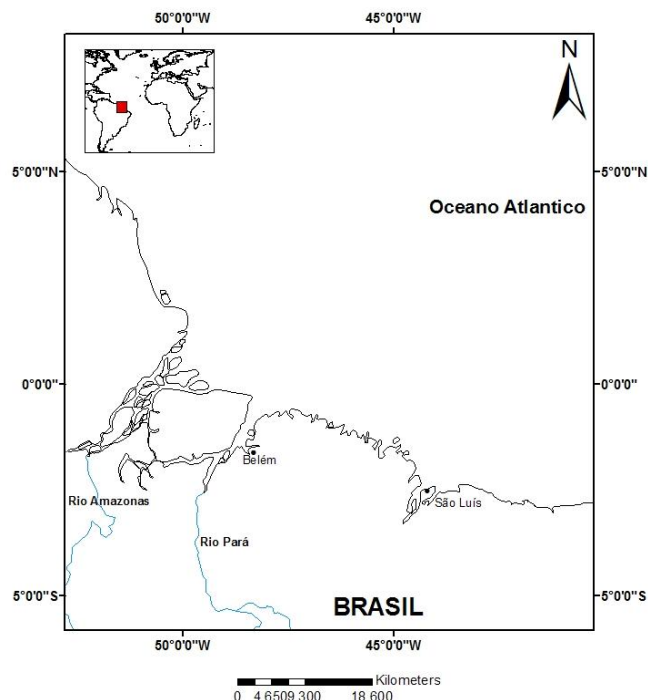 50°0'0"W 45°0'0"W
N
5°0'0"N 5°0'0"N
Oceano Atlantico
0°0'0" 0°0'0"
Belém
Rio Amazonas
São Luís
Rio Pará
5°0'0"S 5°0'0"S
BRASIL
50°0'0"W 45°0'0"W
Kilometers
0 4 6509 300 18 600